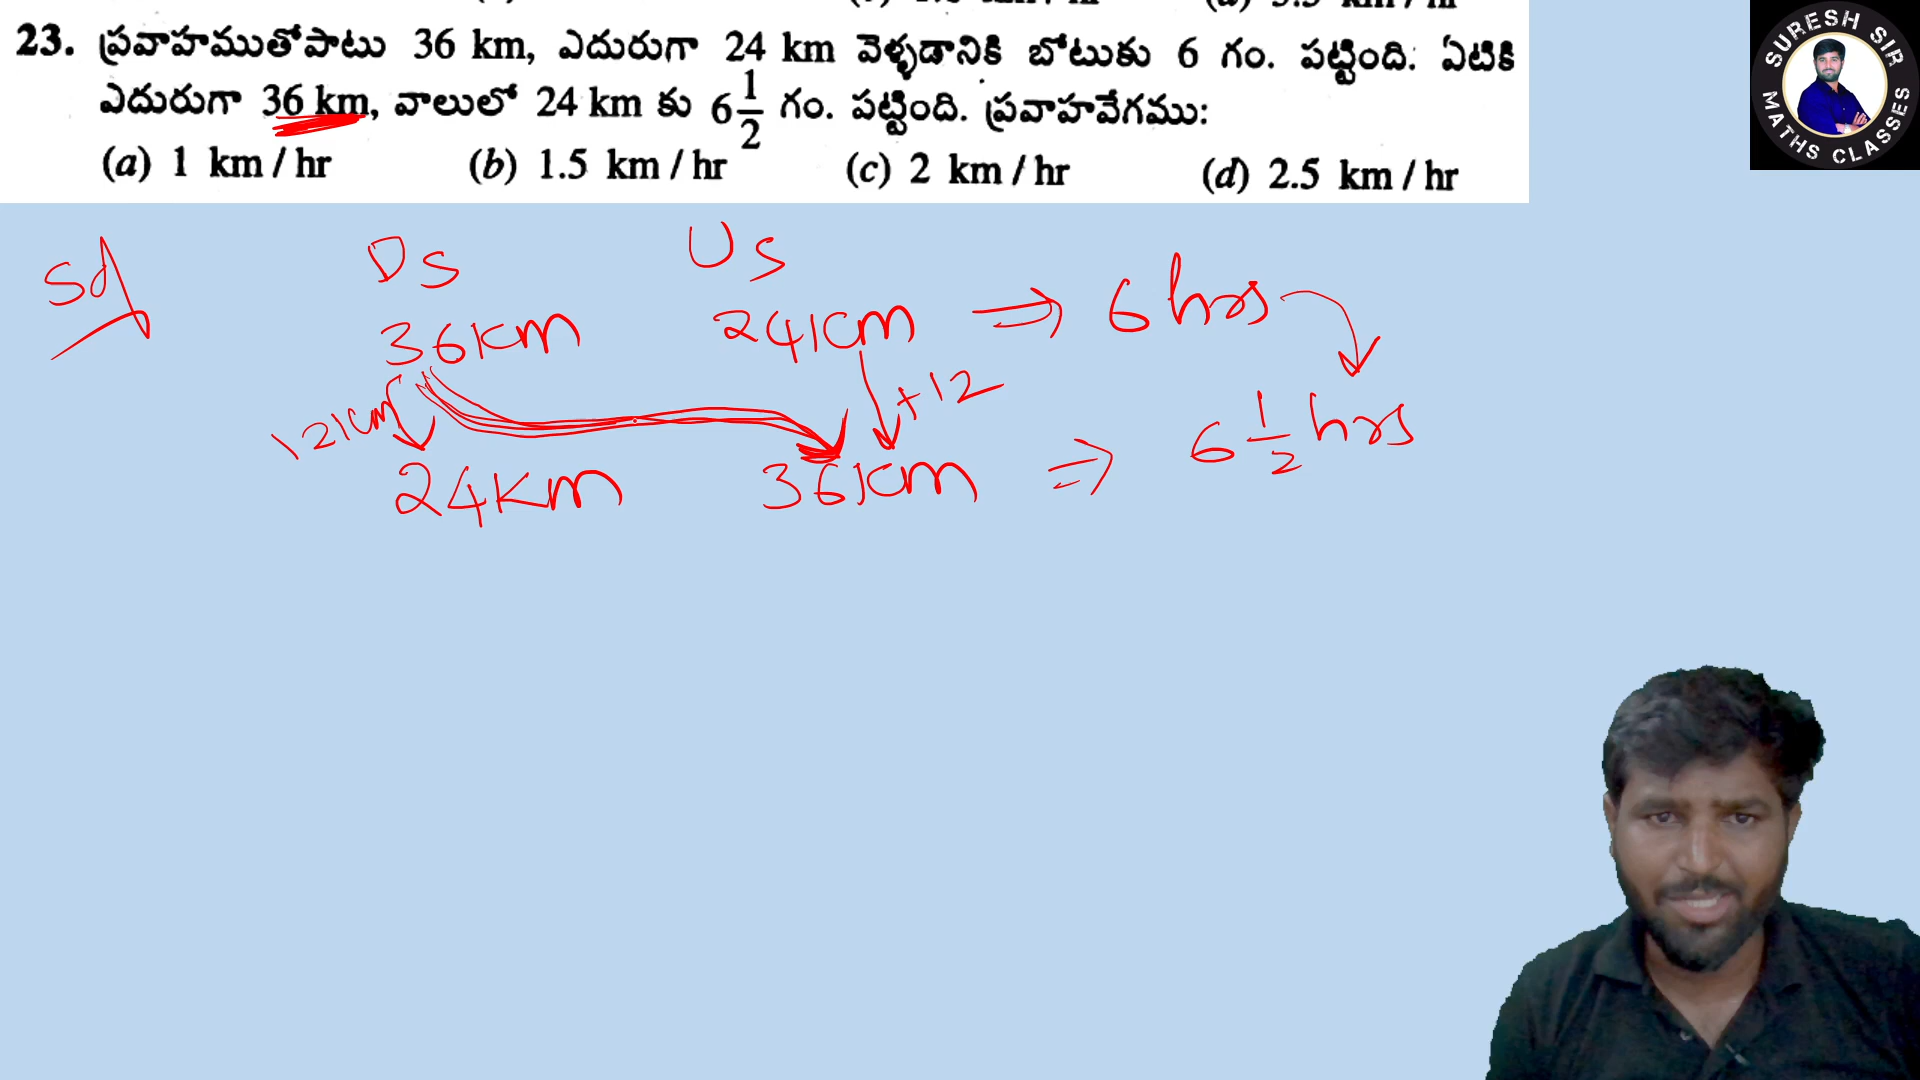 23. ప్రవాహముతోపాటు 36 km, ఎదురుగా 24 km వెళ్ళడానికి బోటుకు 6 గం. పట్టింది. ఏటికి
ఎదురుగా 36 km, వాలులో 24 km కు 6 1/2 గం. పట్టింది. ప్రవాహవేగము:
(a) 1 km / hr (b) 1.5 km / hr (c) 2 km / hr (d) 2.5 km / hr
SURESH SIR
MATHS CLASSES
Sol
DS US
36km 24km ⇒ 6 hrs
12km +12
24km 36km ⇒ 6 1/2 hrs